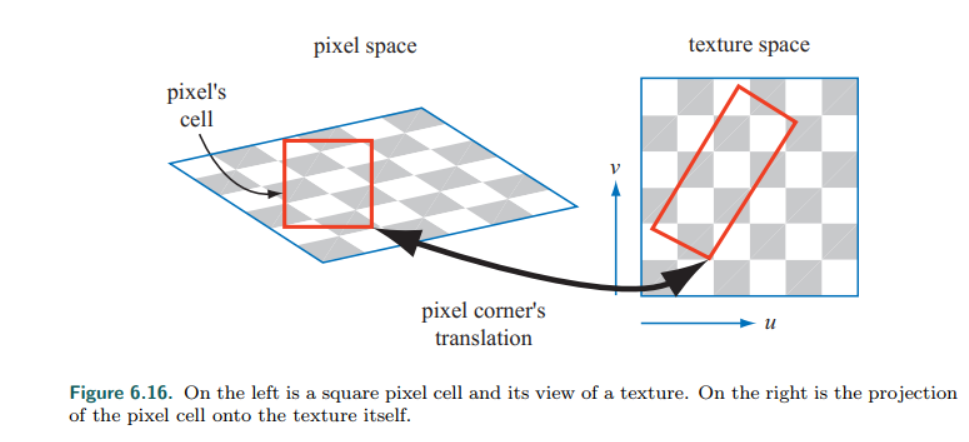 pixel space
texture space
pixel's
cell
v
u
pixel corner's
translation
Figure 6.16. On the left is a square pixel cell and its view of a texture. On the right is the projection
of the pixel cell onto the texture itself.